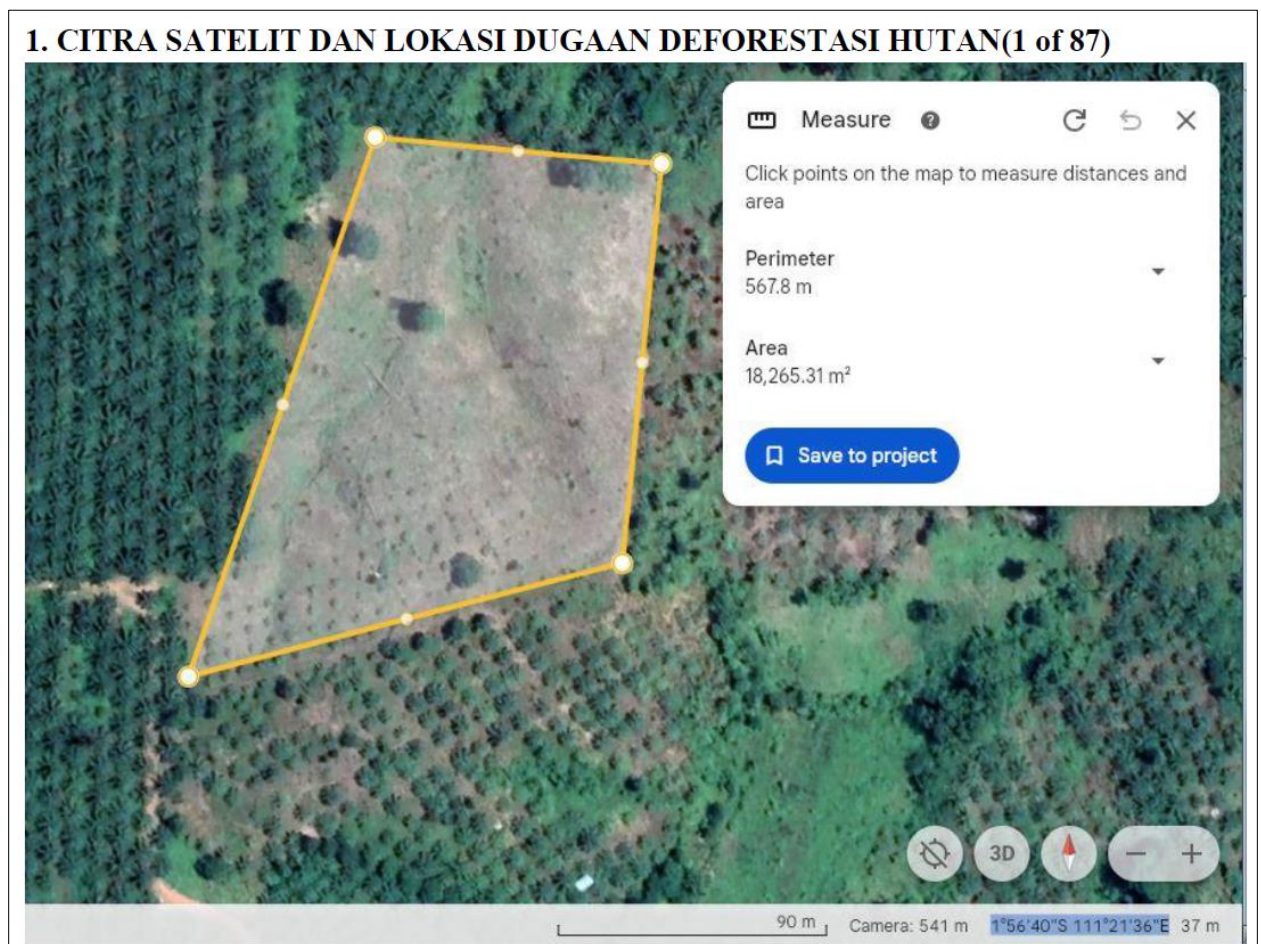 1. CITRA SATELIT DAN LOKASI DUGAAN DEFORESTASI HUTAN(1 of 87)
Measure
Click points on the map to measure distances and
area
Perimeter
567.8 m
Area
18,265.31 m²
Save to project
3D
90 m Camera: 541 m 1°56'40"S 111°21'36"E 37 m